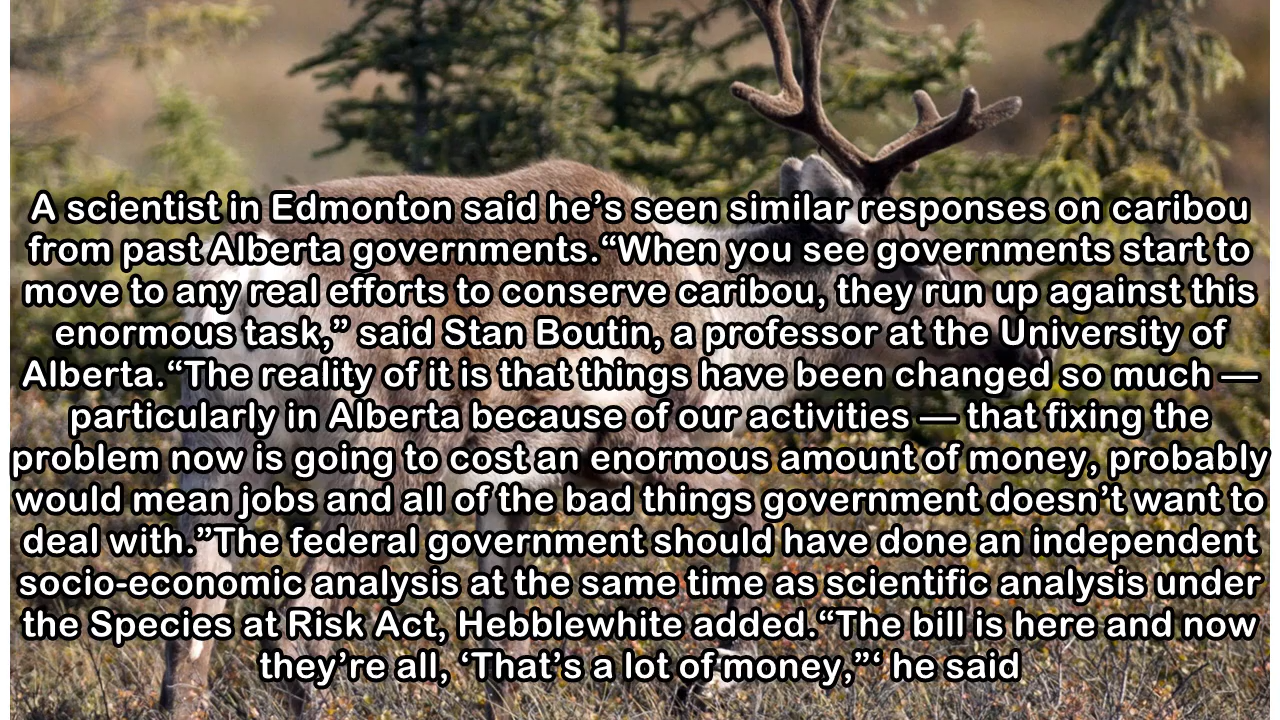 A scientist in Edmonton said he’s seen similar responses on caribou
from past Alberta governments.“When you see governments start to
move to any real efforts to conserve caribou, they run up against this
enormous task,” said Stan Boutin, a professor at the University of
Alberta.“The reality of it is that things have been changed so much —
particularly in Alberta because of our activities — that fixing the
problem now is going to cost an enormous amount of money, probably
would mean jobs and all of the bad things government doesn’t want to
deal with.”The federal government should have done an independent
socio-economic analysis at the same time as scientific analysis under
the Species at Risk Act, Hebblewhite added.“The bill is here and now
they’re all, ‘That’s a lot of money,”‘ he said